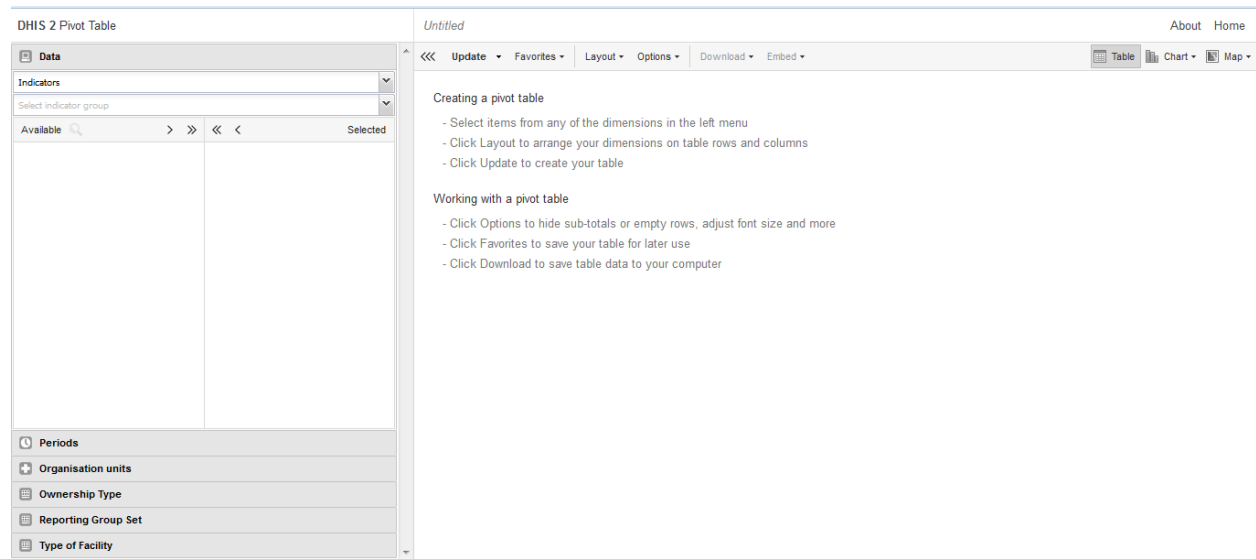 DHIS 2 Pivot Table
Untitled
About Home
Data
Indicators
Select indicator group
Available
Selected
Periods
Organisation units
Ownership Type
Reporting Group Set
Type of Facility
Update Favorites Layout Options Download Embed
Table Chart Map
Creating a pivot table
- Select items from any of the dimensions in the left menu
- Click Layout to arrange your dimensions on table rows and columns
- Click Update to create your table
Working with a pivot table
- Click Options to hide sub-totals or empty rows, adjust font size and more
- Click Favorites to save your table for later use
- Click Download to save table data to your computer